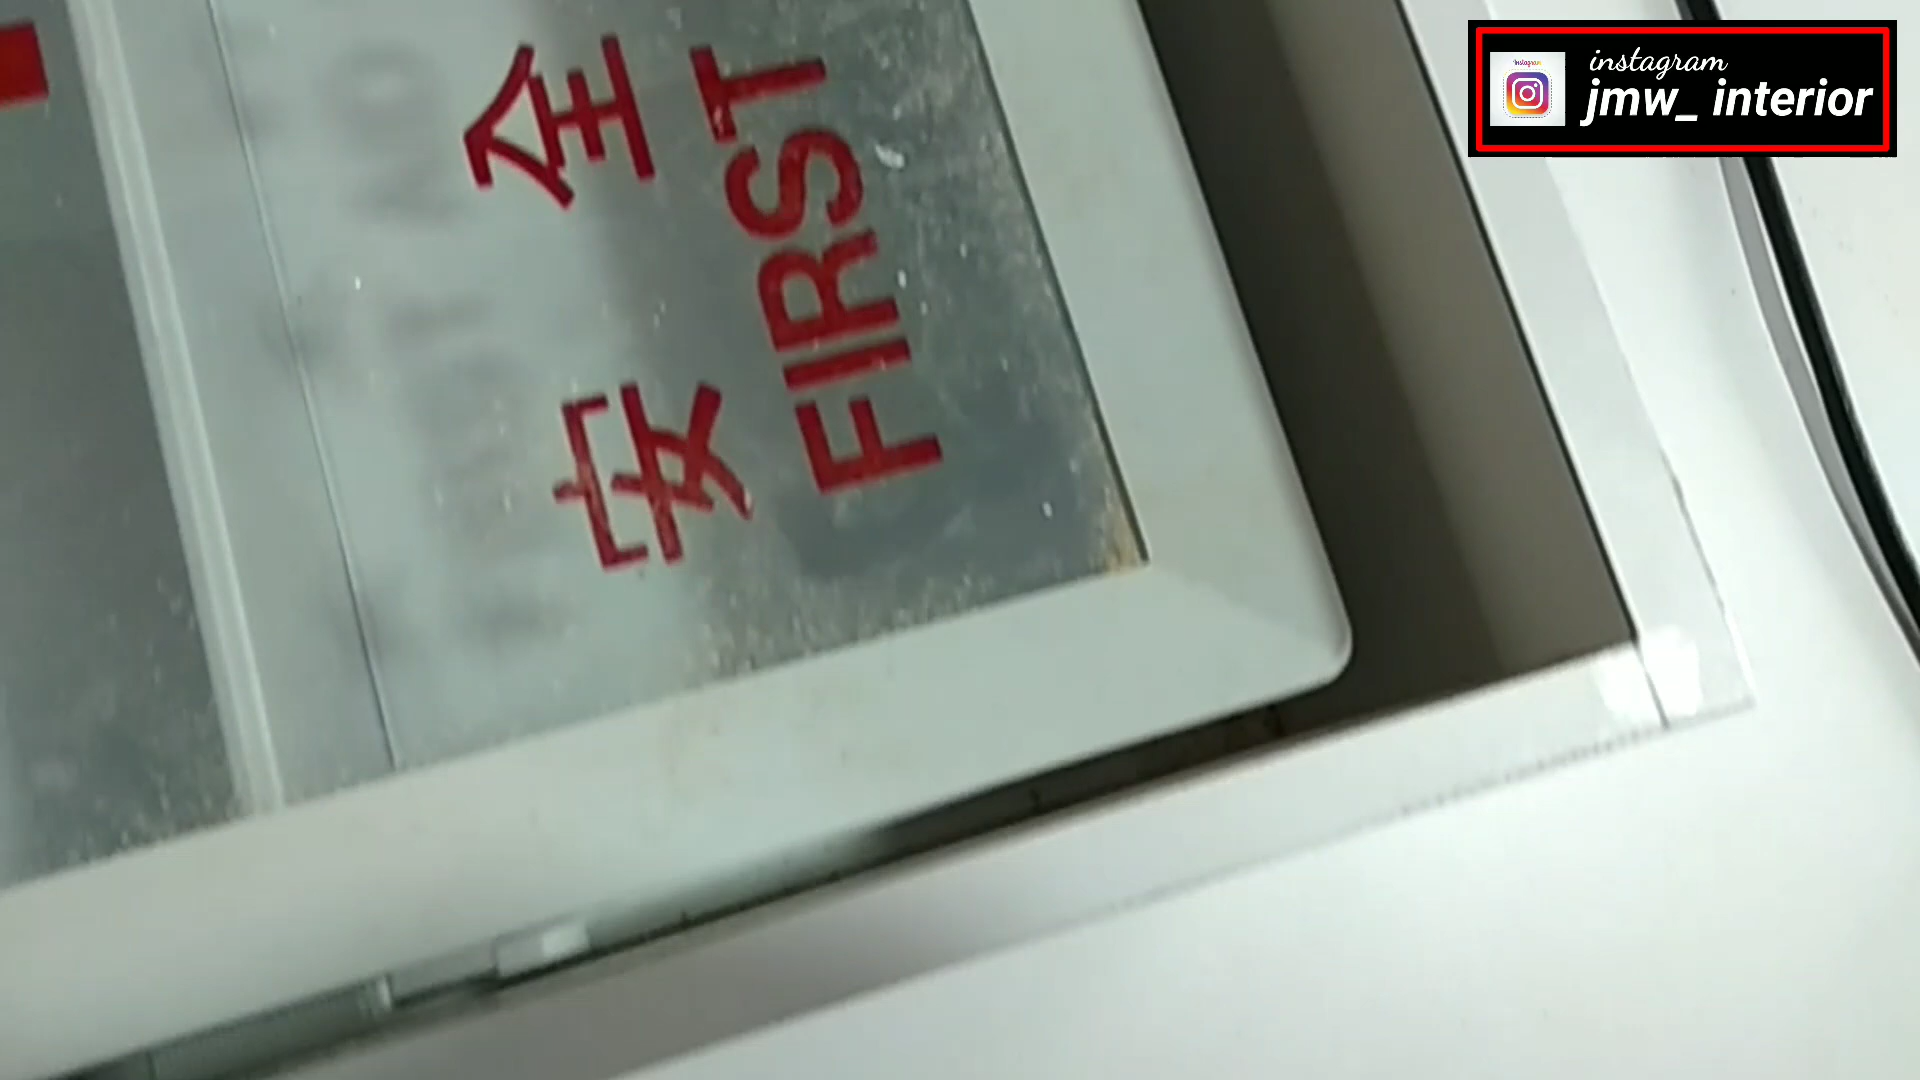 安 全
FIRST
instagram
jmw_ interior